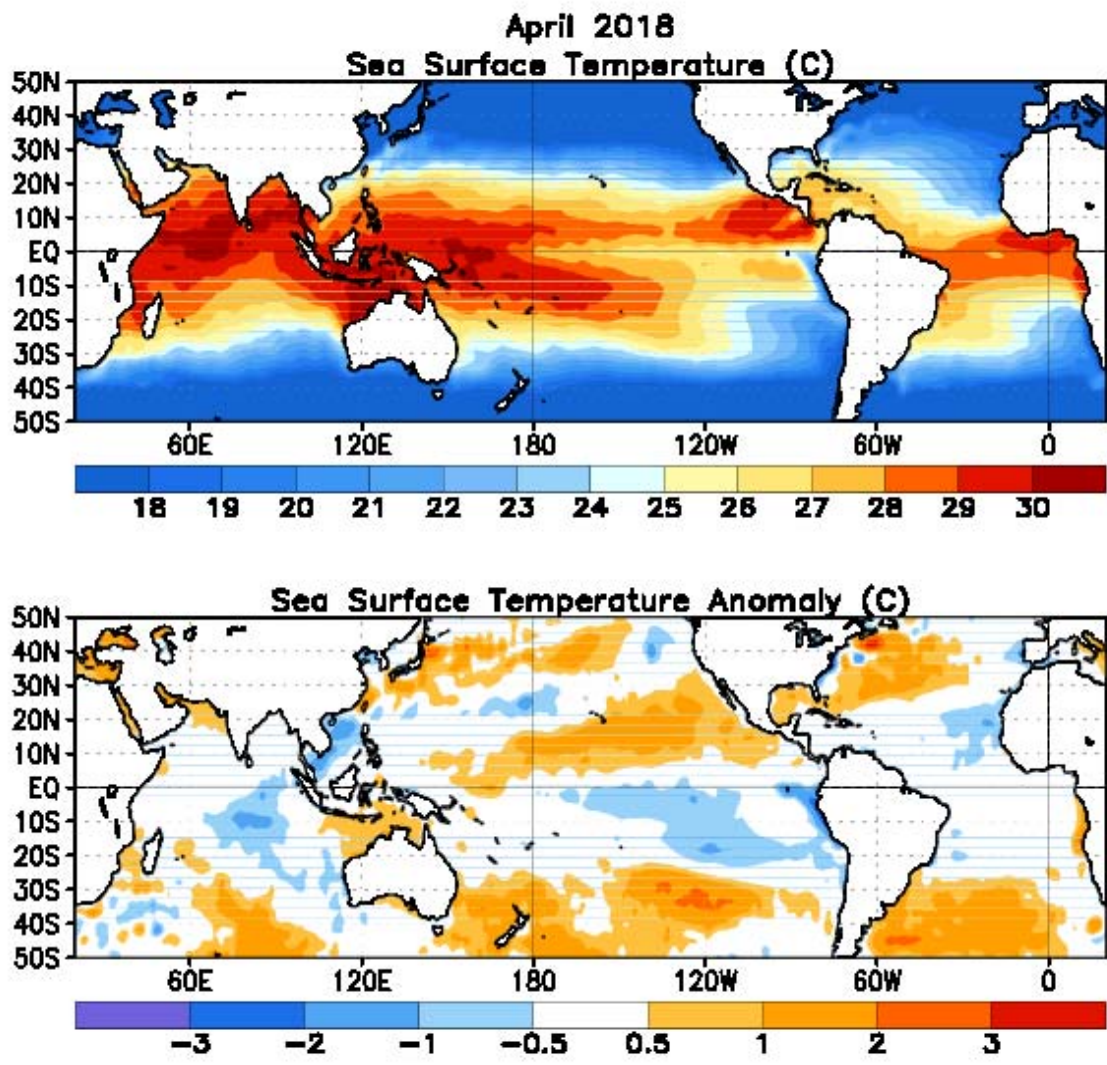 April 2018
Sea Surface Temperature (C)
50N
40N
30N
20N
10N
EQ
10S
20S
30S
40S
50S
60E 120E 180 120W 60W 0
18 19 20 21 22 23 24 25 26 27 28 29 30
Sea Surface Temperature Anomaly (C)
50N
40N
30N
20N
10N
EQ
10S
20S
30S
40S
50S
60E 120E 180 120W 60W 0
-3 -2 -1 -0.5 0.5 1 2 3